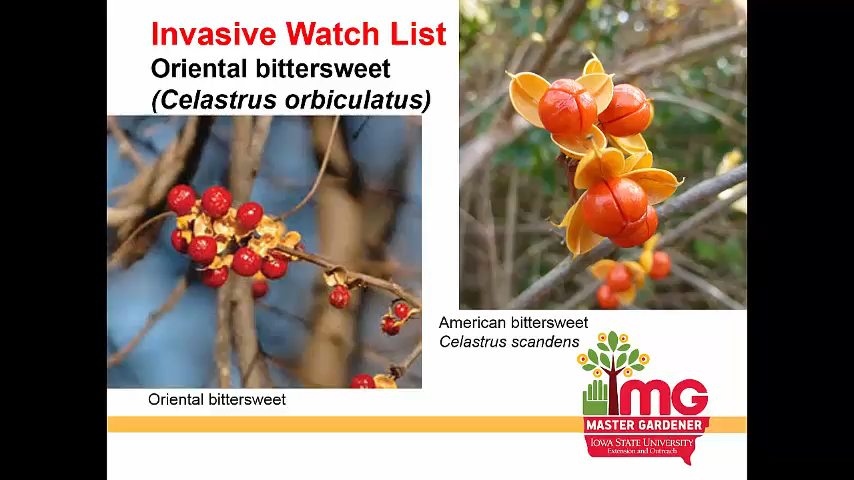 Invasive Watch List
Oriental bittersweet
(Celastrus orbiculatus)
American bittersweet
Celastrus scandens
Oriental bittersweet
MG
MASTER GARDENER
IOWA STATE UNIVERSITY
Extension and Outreach